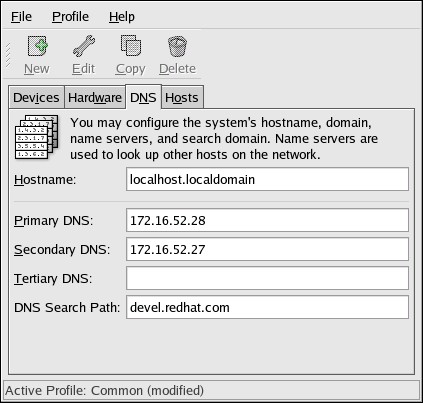 File Profile Help
New Edit Copy Delete
Devices Hardware DNS Hosts
You may configure the system's hostname, domain,
name servers, and search domain. Name servers are
used to look up other hosts on the network.
Hostname: localhost.localdomain
Primary DNS: 172.16.52.28
Secondary DNS: 172.16.52.27
Tertiary DNS:
DNS Search Path: devel.redhat.com
Active Profile: Common (modified)